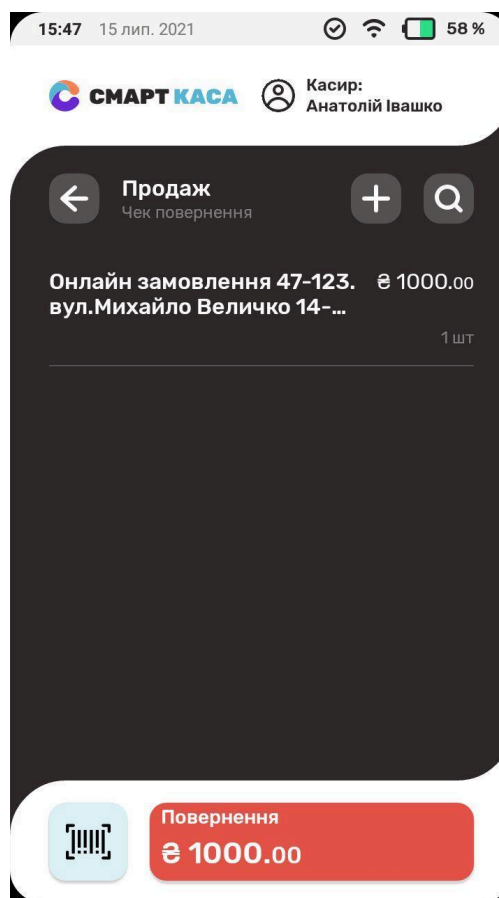 15:47 15 лип. 2021 58 %
СМАРТ КАСА
Касир:
Анатолій Івашко
Продаж
Чек повернення
Онлайн замовлення 47-123. ₴ 1000.00
вул.Михайло Величко 14-...
1 шт
Повернення
₴ 1000.00